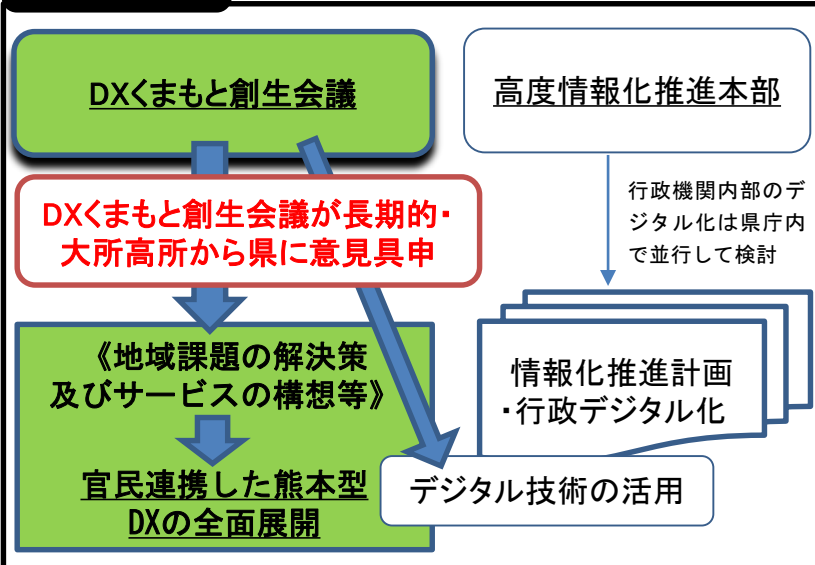 DXくまもと創生会議
高度情報化推進本部
DXくまもと創生会議が長期的・
大所高所から県に意見具申
行政機関内部のデ
ジタル化は県庁内
で並行して検討
《地域課題の解決策
及びサービスの構想等》
官民連携した熊本型
DXの全面展開
情報化推進計画
・行政デジタル化
デジタル技術の活用